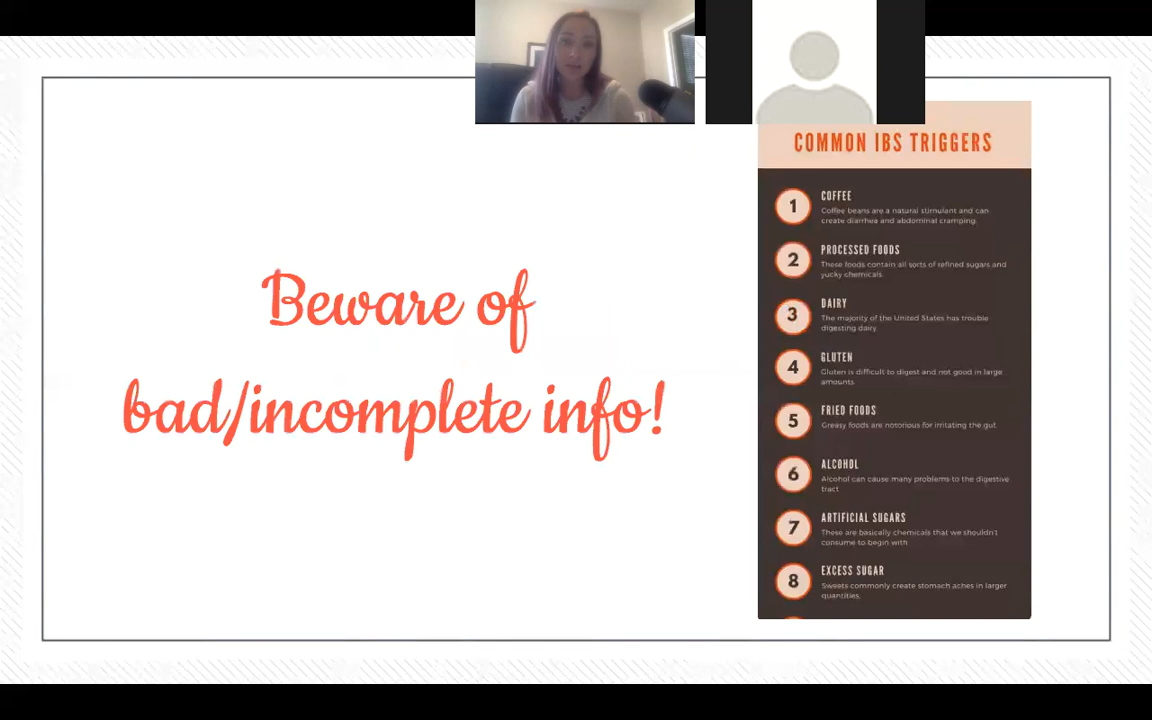 Beware of
bad/incomplete info!
COMMON IBS TRIGGERS
1
COFFEE
Coffee beans are a natural stimulant and can
create diarrhea and abdominal cramping.
2
PROCESSED FOODS
These foods contain all sorts of refined sugars and
yucky chemicals.
3
DAIRY
The majority of the United States has trouble
digesting dairy.
4
GLUTEN
Gluten is difficult to digest and not good in large
amounts.
5
FRIED FOODS
Greasy foods are notorious for irritating the gut.
6
ALCOHOL
Alcohol can cause many problems to the digestive
tract
7
ARTIFICIAL SUGARS
These are basically chemicals that we shouldn't
consume to begin with
8
EXCESS SUGAR
Sweets commonly create stomach aches in larger
quantities.